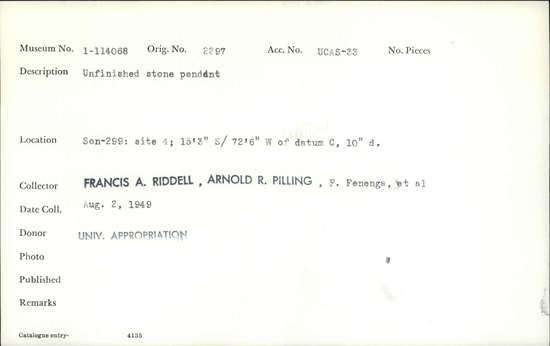 Museum No. 1-114068 Orig. No. 2297 Acc. No. UCAS-33 No. Pieces
Description Unfinished stone pendant
Location Son-299: site 4; 15'3" S/ 72'6" W of datum C, 10" d.
Collector FRANCIS A. RIDDELL, ARNOLD R. PILLING, F. Fenenga, et al
Date Coll. Aug. 2, 1949
Donor UNIV. APPROPRIATION
Photo
Published
Remarks
Catalogue entry- 4135